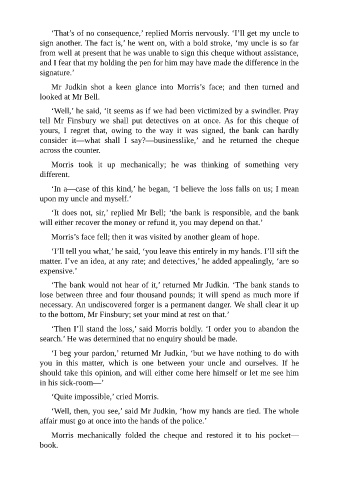 ‘That’s of no consequence,’ replied Morris nervously. ‘I’ll get my uncle to
sign another. The fact is,’ he went on, with a bold stroke, ‘my uncle is so far
from well at present that he was unable to sign this cheque without assistance,
and I fear that my holding the pen for him may have made the difference in the
signature.’
Mr Judkin shot a keen glance into Morris’s face; and then turned and
looked at Mr Bell.
‘Well,’ he said, ‘it seems as if we had been victimized by a swindler. Pray
tell Mr Finsbury we shall put detectives on at once. As for this cheque of
yours, I regret that, owing to the way it was signed, the bank can hardly
consider it—what shall I say?—businesslike,’ and he returned the cheque
across the counter.
Morris took it up mechanically; he was thinking of something very
different.
‘In a—case of this kind,’ he began, ‘I believe the loss falls on us; I mean
upon my uncle and myself.’
‘It does not, sir,’ replied Mr Bell; ‘the bank is responsible, and the bank
will either recover the money or refund it, you may depend on that.’
Morris’s face fell; then it was visited by another gleam of hope.
‘I’ll tell you what,’ he said, ‘you leave this entirely in my hands. I’ll sift the
matter. I’ve an idea, at any rate; and detectives,’ he added appealingly, ‘are so
expensive.’
‘The bank would not hear of it,’ returned Mr Judkin. ‘The bank stands to
lose between three and four thousand pounds; it will spend as much more if
necessary. An undiscovered forger is a permanent danger. We shall clear it up
to the bottom, Mr Finsbury; set your mind at rest on that.’
‘Then I’ll stand the loss,’ said Morris boldly. ‘I order you to abandon the
search.’ He was determined that no enquiry should be made.
‘I beg your pardon,’ returned Mr Judkin, ‘but we have nothing to do with
you in this matter, which is one between your uncle and ourselves. If he
should take this opinion, and will either come here himself or let me see him
in his sick-room—’
‘Quite impossible,’ cried Morris.
‘Well, then, you see,’ said Mr Judkin, ‘how my hands are tied. The whole
affair must go at once into the hands of the police.’
Morris mechanically folded the cheque and restored it to his pocket—
book.